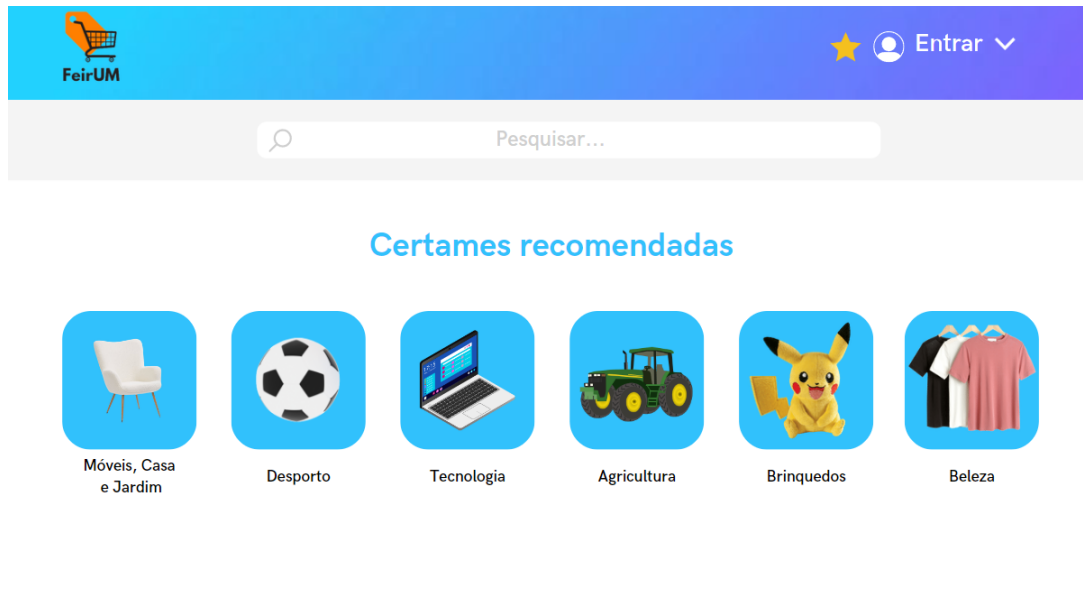 FeirUM
Entrar
Pesquisar...
Certames recomendadas
Móveis, Casa
e Jardim
Desporto
Tecnologia
Agricultura
Brinquedos
Beleza